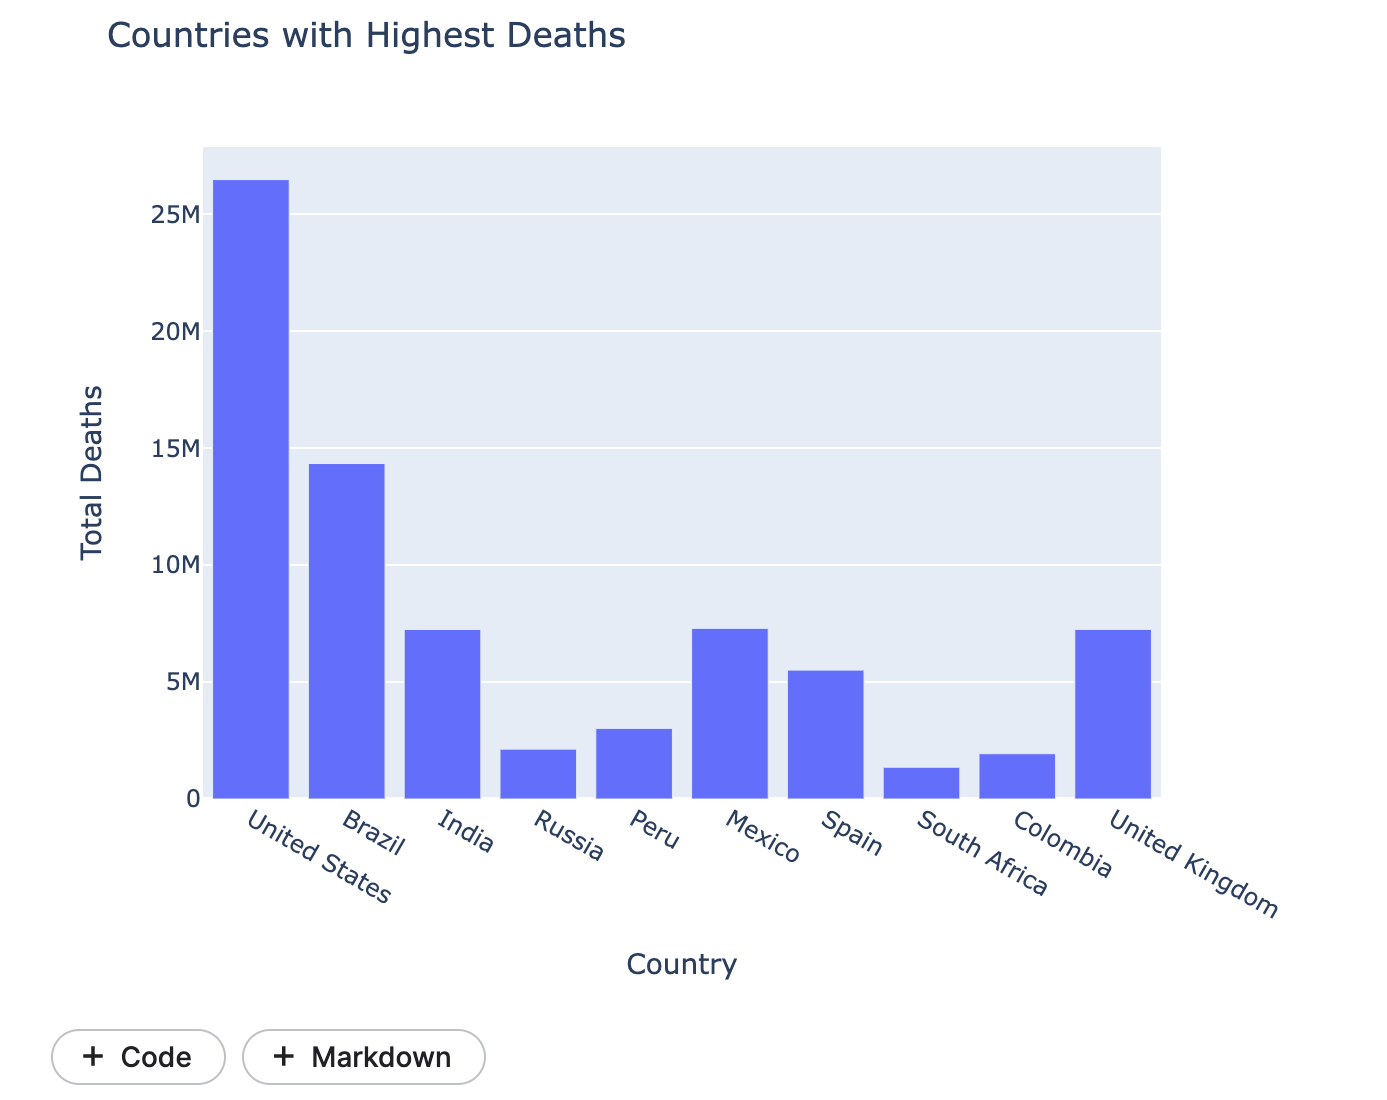 Countries with Highest Deaths
25M
20M
15M
10M
5M
0
Total Deaths
United States
Brazil
India
Russia
Peru
Mexico
Spain
South Africa
Colombia
United Kingdom
Country
+ Code
+ Markdown